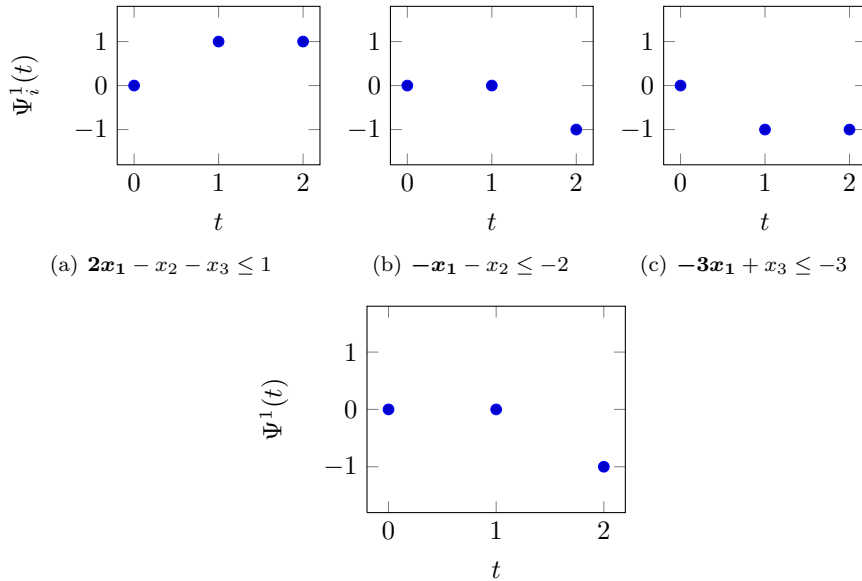 1
0
−1
Ψ_i^1(t)
0 1 2
t
(a) 2x₁ − x₂ − x₃ ≤ 1
1
0
−1
0 1 2
t
(b) −x₁ − x₂ ≤ −2
1
0
−1
0 1 2
t
(c) −3x₁ + x₃ ≤ −3
1
0
−1
Ψ^1(t)
0 1 2
t